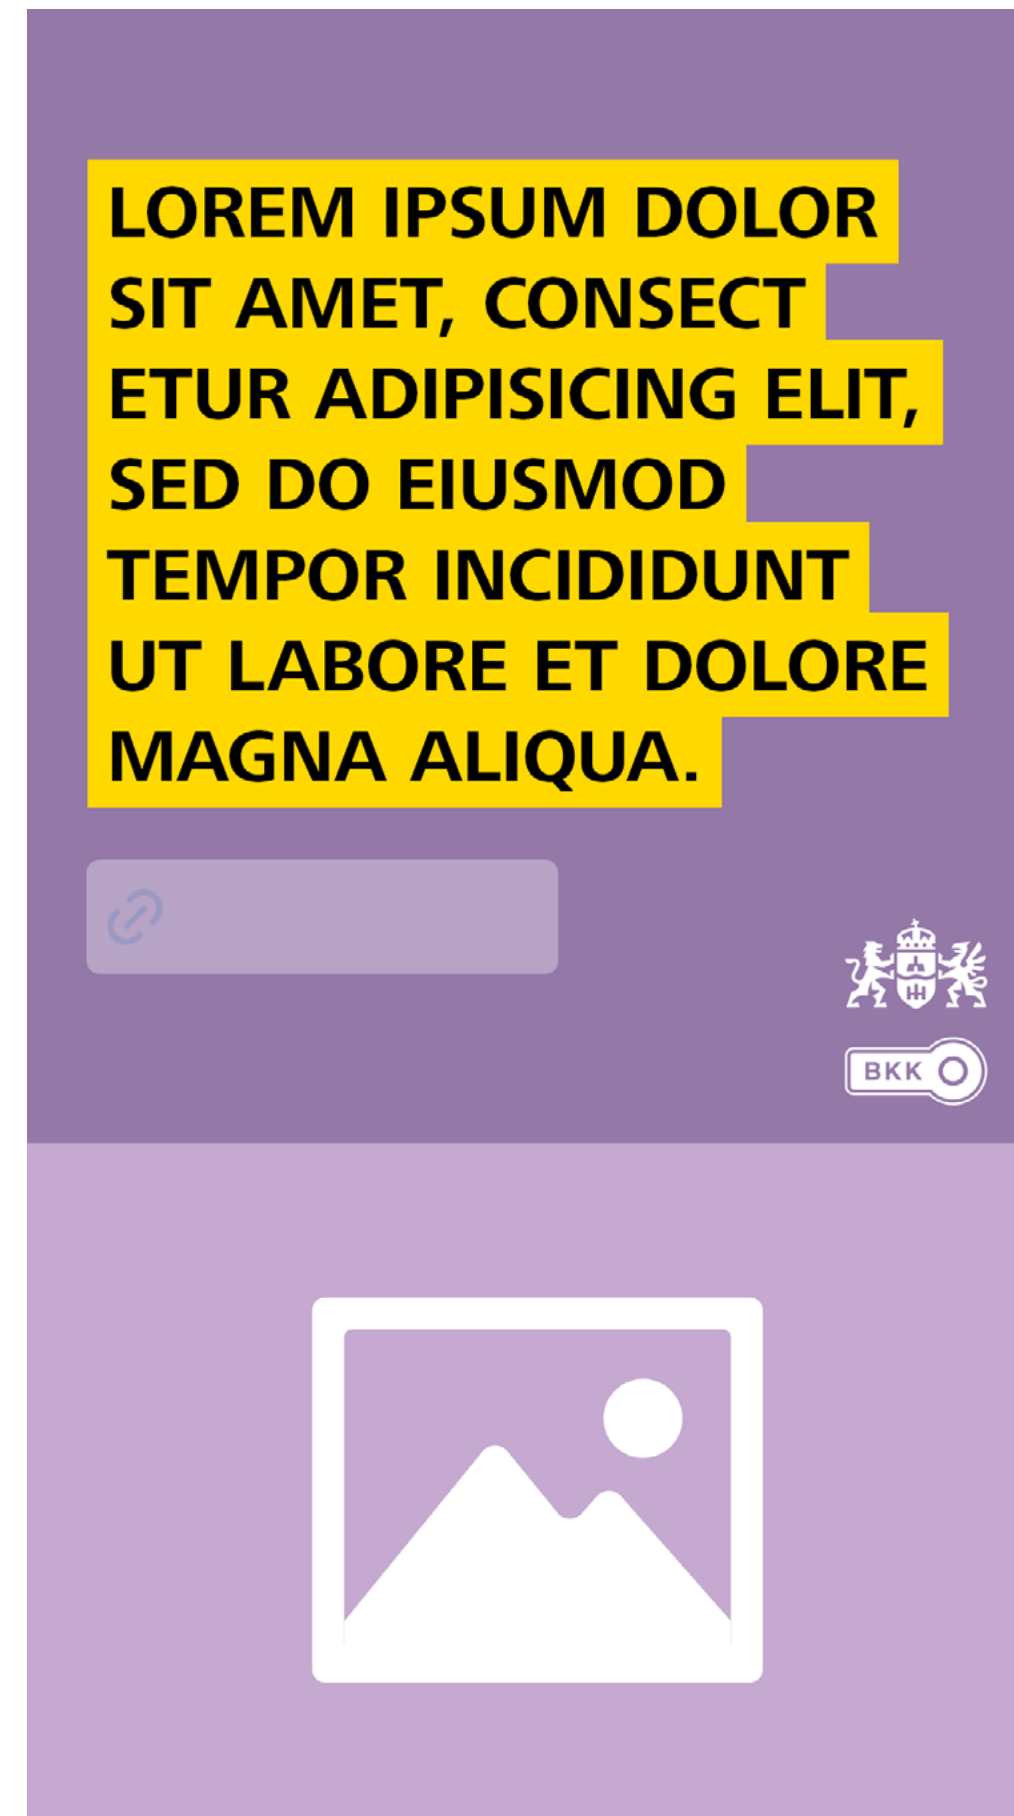 LOREM IPSUM DOLOR
SIT AMET, CONSECT
ETUR ADIPISICING ELIT,
SED DO EIUSMOD
TEMPOR INCIDIDUNT
UT LABORE ET DOLORE
MAGNA ALIQUA.
BKK